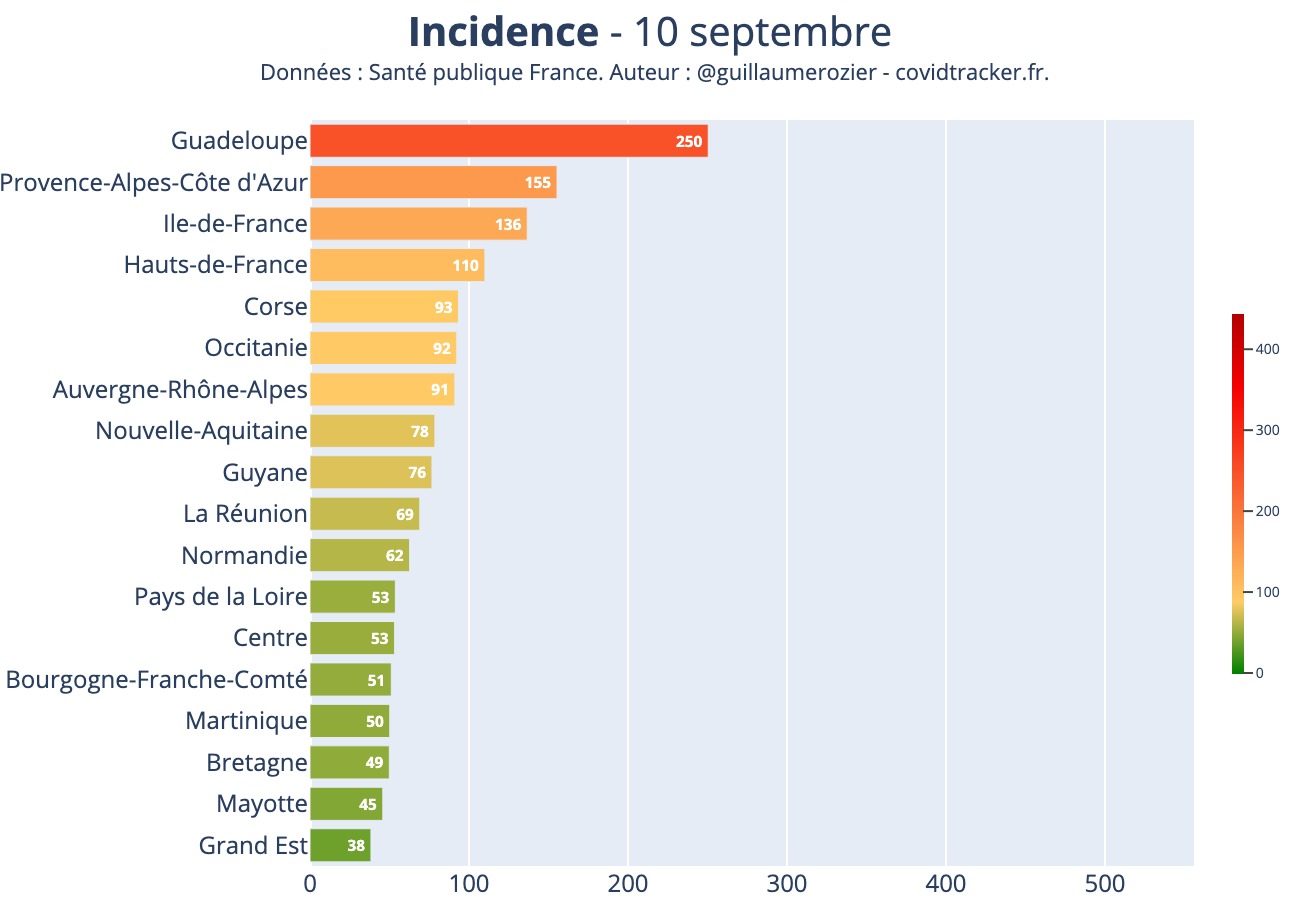 Incidence - 10 septembre
Données : Santé publique France. Auteur : @guillaumerozier - covidtracker.fr.
Guadeloupe 250
Provence-Alpes-Côte d'Azur 155
Ile-de-France 136
Hauts-de-France 110
Corse 93
Occitanie 92
Auvergne-Rhône-Alpes 91
Nouvelle-Aquitaine 78
Guyane 76
La Réunion 69
Normandie 62
Pays de la Loire 53
Centre 53
Bourgogne-Franche-Comté 51
Martinique 50
Bretagne 49
Mayotte 45
Grand Est 38
0 100 200 300 400 500
400
300
200
100
0